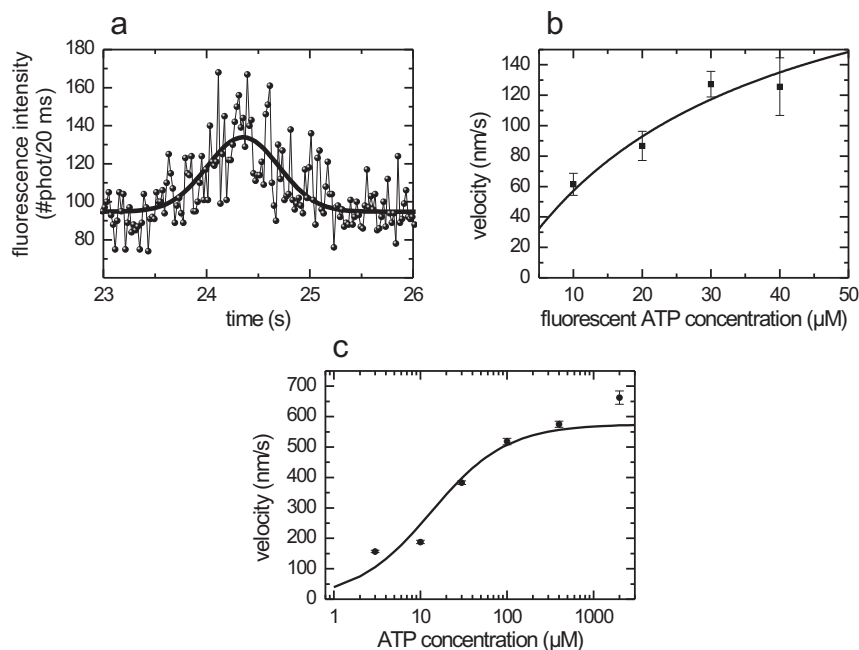 a
fluorescence intensity
(#phot/20 ms)
180
160
140
120
100
80
23 24 25 26
time (s)
b
velocity (nm/s)
140
120
100
80
60
40
20
0
10 20 30 40 50
fluorescent ATP concentration (µM)
c
velocity (nm/s)
700
600
500
400
300
200
100
0
1 10 100 1000
ATP concentration (µM)